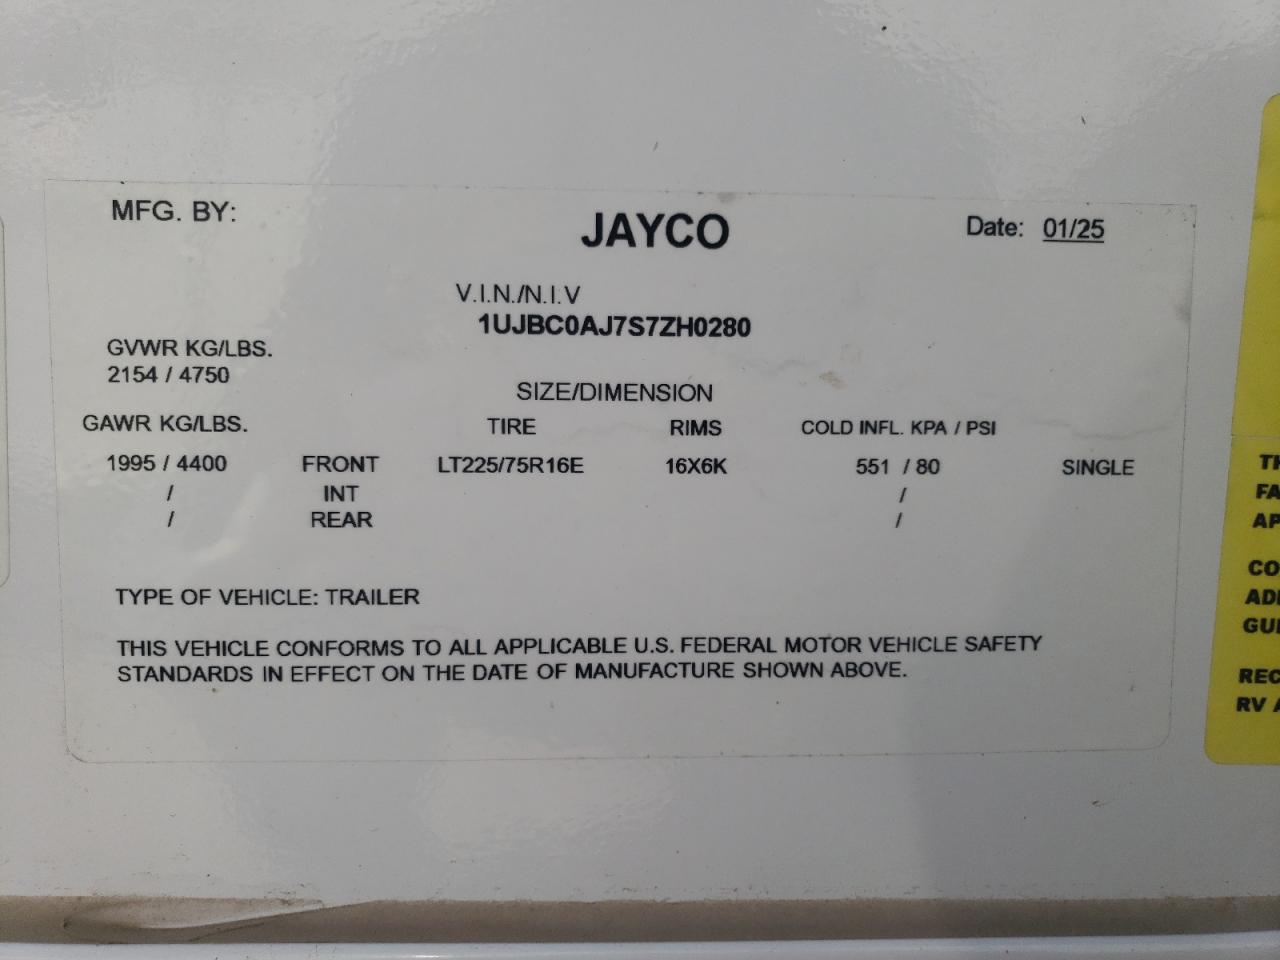 MFG. BY:
JAYCO
Date: 01/25
V.I.N./N.I.V
1UJBC0AJ7S7ZH0280
GVWR KG/LBS.
2154 / 4750
SIZE/DIMENSION
GAWR KG/LBS. TIRE RIMS COLD INFL. KPA / PSI
1995 / 4400 FRONT LT225/75R16E 16X6K 551 / 80 SINGLE
/ INT /
/ REAR /
TYPE OF VEHICLE: TRAILER
THIS VEHICLE CONFORMS TO ALL APPLICABLE U.S. FEDERAL MOTOR VEHICLE SAFETY
STANDARDS IN EFFECT ON THE DATE OF MANUFACTURE SHOWN ABOVE.
RV